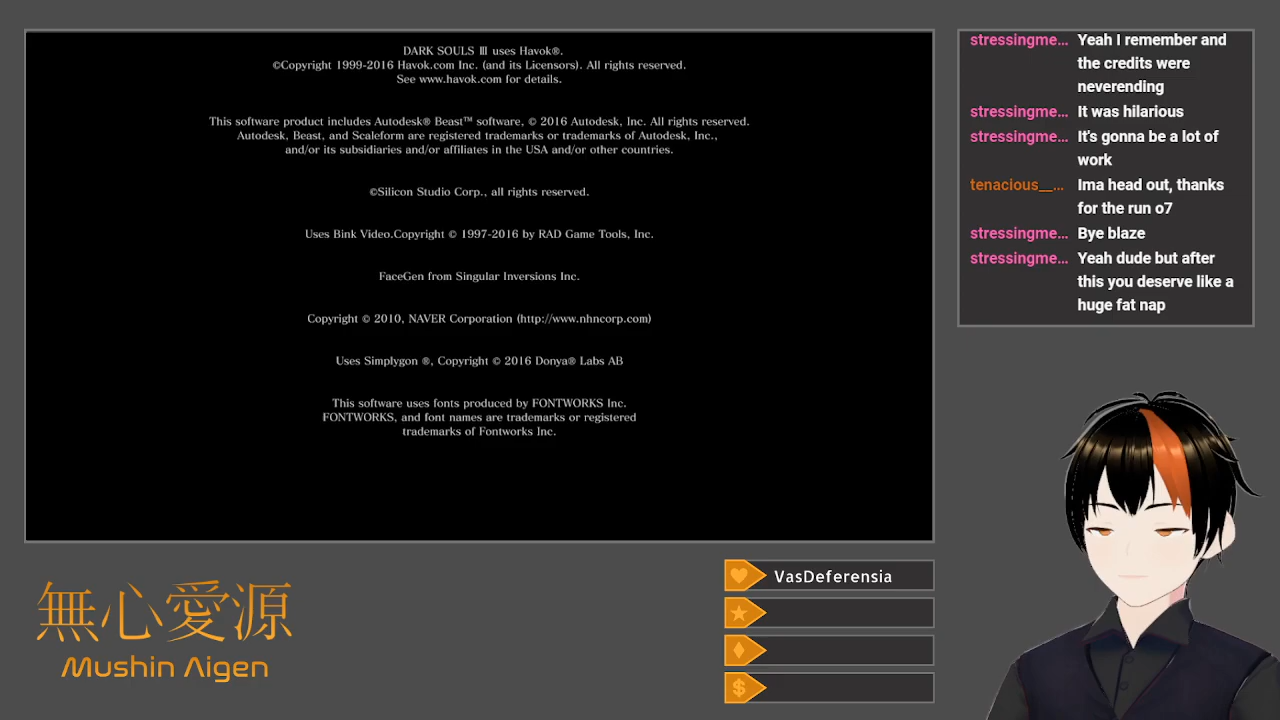 DARK SOULS Ⅲ uses Havok®.
©Copyright 1999-2016 Havok.com Inc. (and its Licensors). All rights reserved.
See www.havok.com for details.
This software product includes Autodesk® Beast™ software, © 2016 Autodesk, Inc. All rights reserved.
Autodesk, Beast, and Scaleform are registered trademarks or trademarks of Autodesk, Inc.,
and/or its subsidiaries and/or affiliates in the USA and/or other countries.
©Silicon Studio Corp., all rights reserved.
Uses Bink Video.Copyright © 1997-2016 by RAD Game Tools, Inc.
FaceGen from Singular Inversions Inc.
Copyright © 2010, NAVER Corporation (http://www.nhncorp.com)
Uses Simplygon ®, Copyright © 2016 Donya® Labs AB
This software uses fonts produced by FONTWORKS Inc.
FONTWORKS, and font names are trademarks or registered
trademarks of Fontworks Inc.
stressingme... Yeah I remember and
the credits were
neverending
stressingme... It was hilarious
stressingme... It's gonna be a lot of
work
tenacious__... Ima head out, thanks
for the run o7
stressingme... Bye blaze
stressingme... Yeah dude but after
this you deserve like a
huge fat nap
VasDeferensia
無心愛源
Mushin Aigen